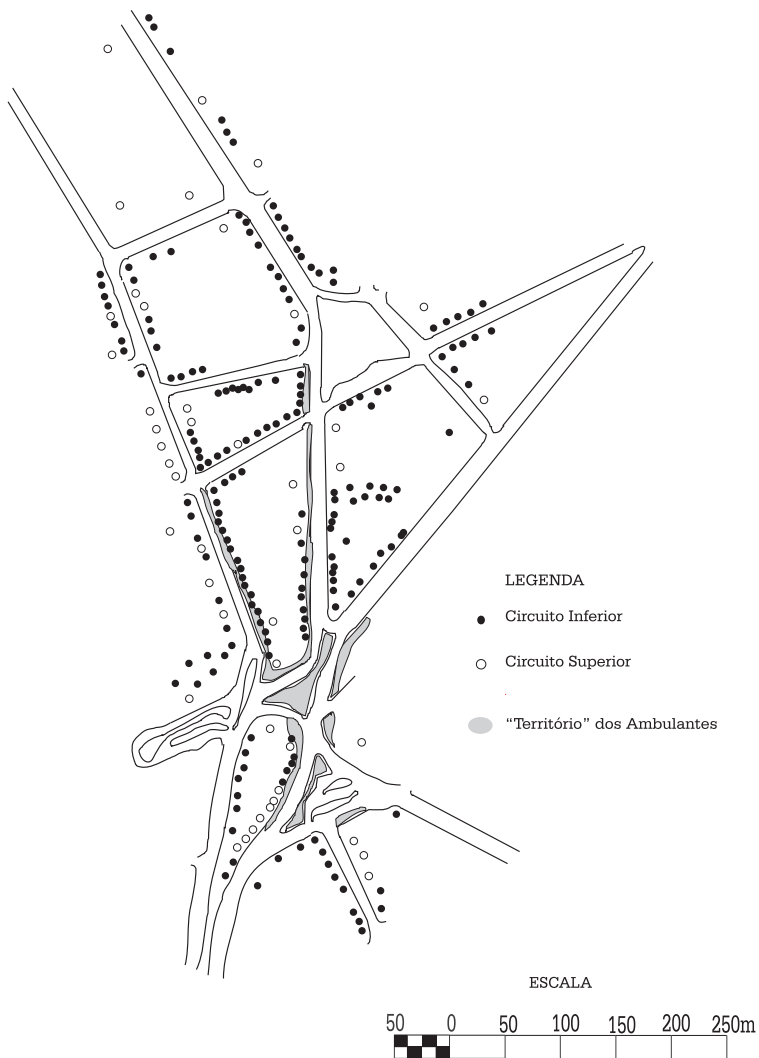 LEGENDA
Circuito Inferior
Circuito Superior
“Território” dos Ambulantes
ESCALA
50 0 50 100 150 200 250m